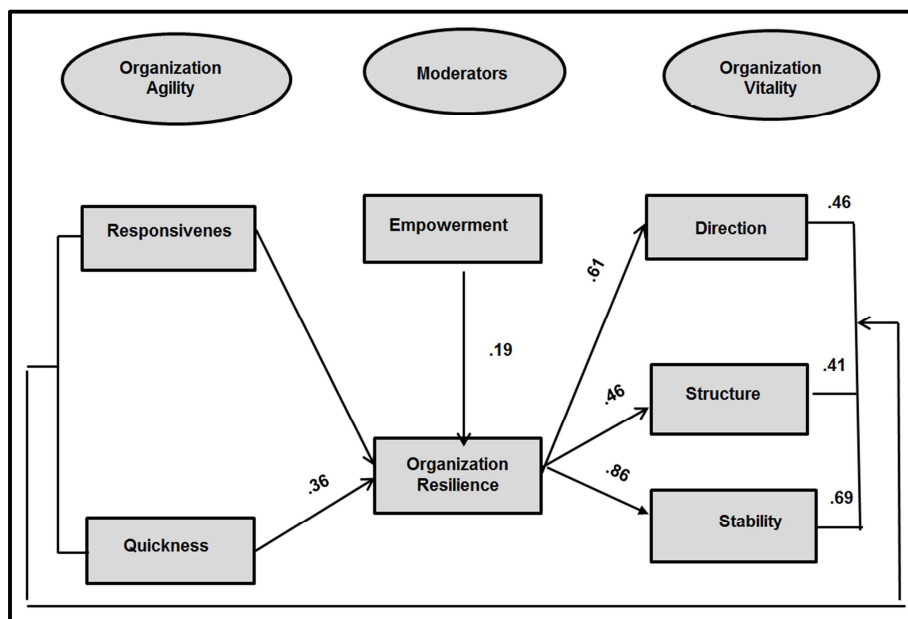 Organization
Agility
Moderators
Organization
Vitality
Responsivenes
Empowerment
Direction
.46
.61
.19
Structure
.41
.46
Organization
Resilience
.36
.86
Stability
.69
Quickness